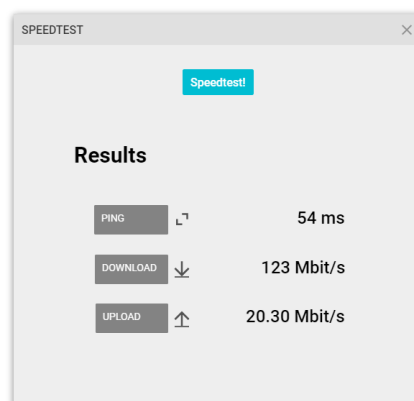 SPEEDTEST
Speedtest!
Results
PING 54 ms
DOWNLOAD 123 Mbit/s
UPLOAD 20.30 Mbit/s